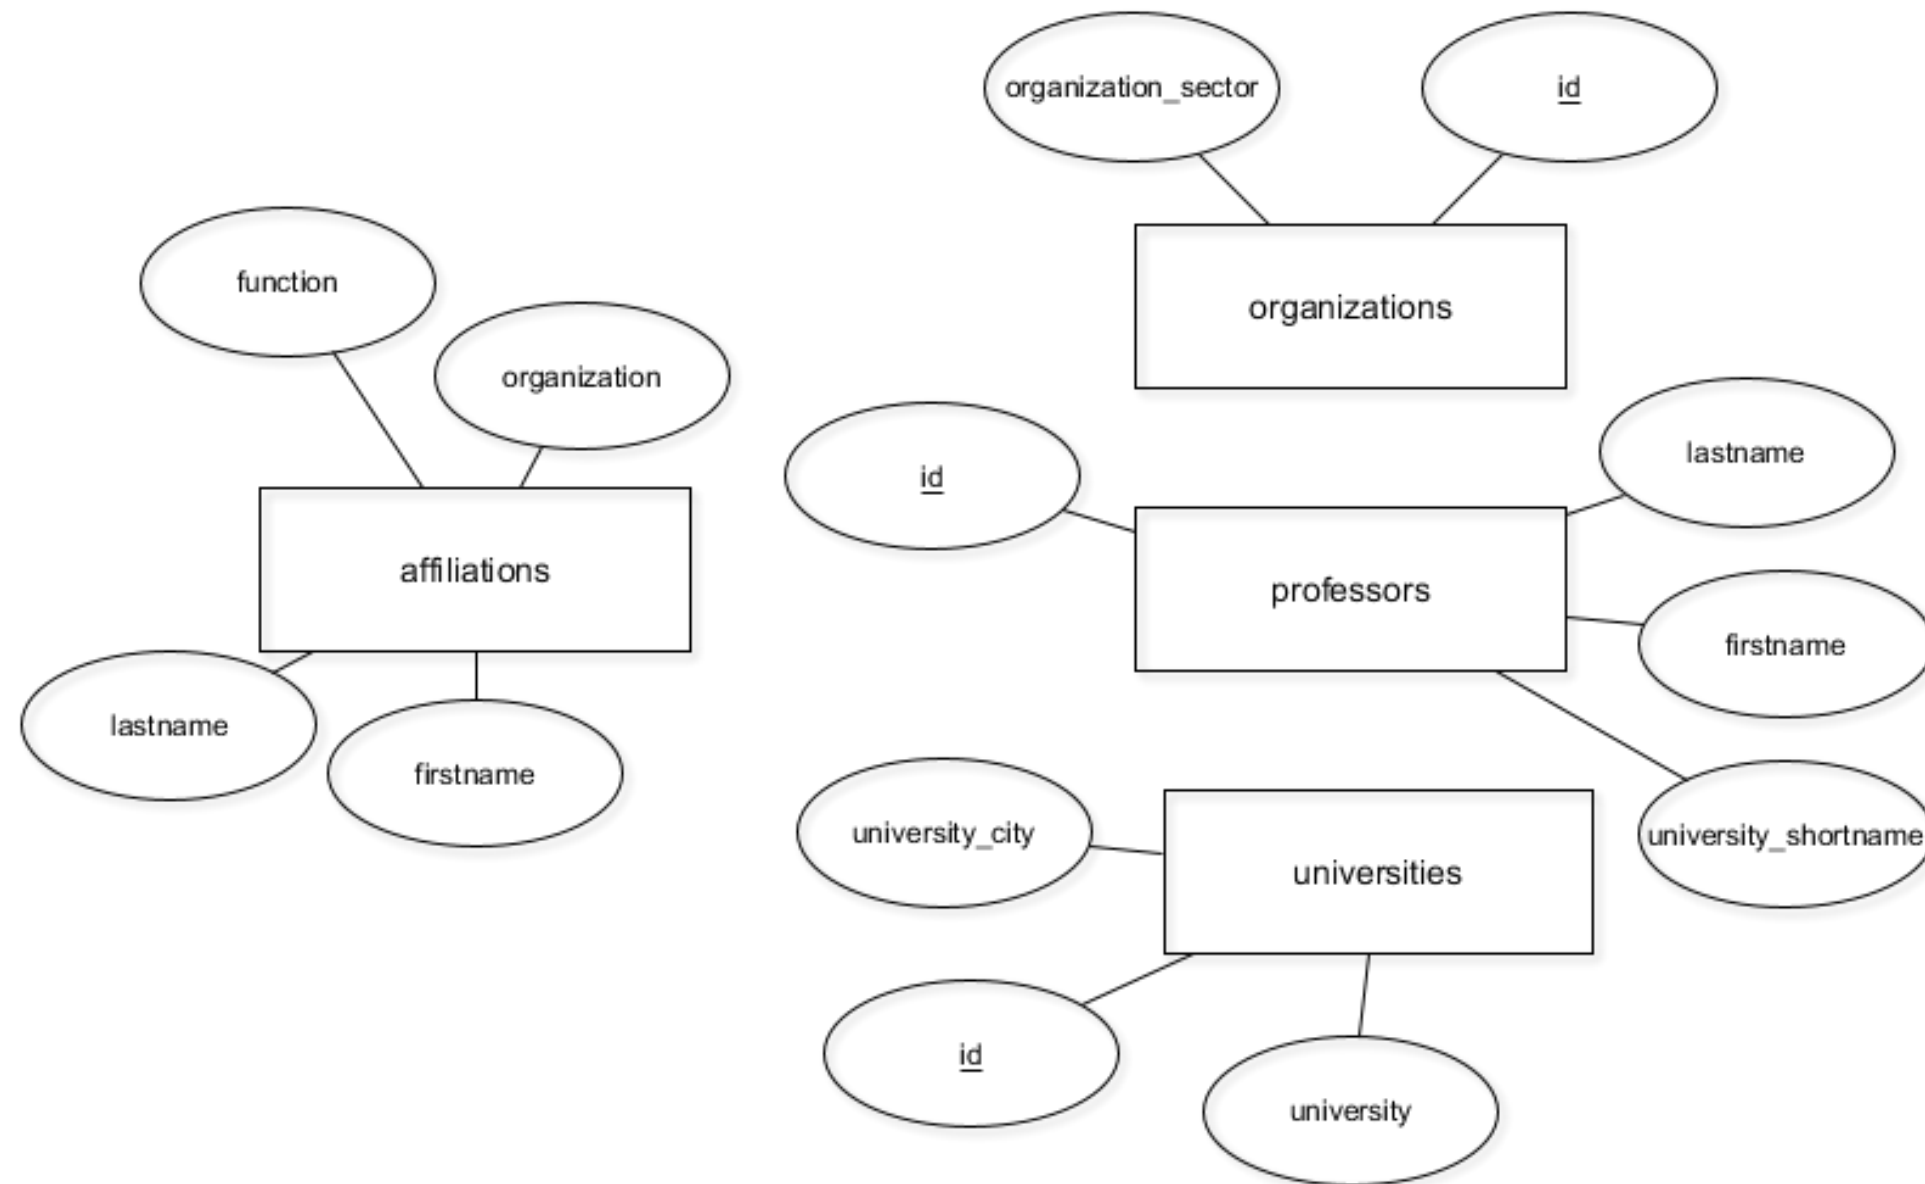 organization_sector
id
function
organization
organizations
affiliations
lastname
firstname
id
lastname
professors
firstname
university_shortname
university_city
universities
id
university